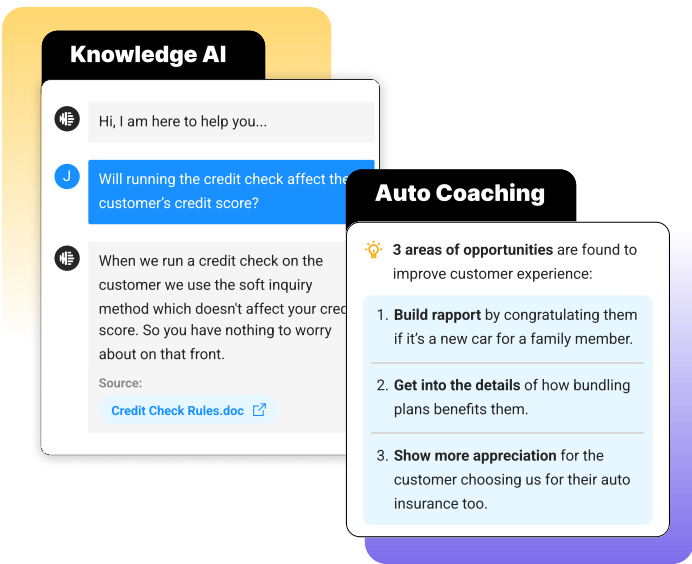 Knowledge AI
Hi, I am here to help you...
J
Will running the credit check affect the
customer's credit score?
When we run a credit check on the
customer we use the soft inquiry
method which doesn't affect your
score. So you have nothing to worry
about on that front.
Source:
Credit Check Rules.doc
Auto Coaching
3 areas of opportunities are found to
improve customer experience:
1. Build rapport by congratulating them
if it's a new car for a family member.
2. Get into the details of how bundling
plans benefits them.
3. Show more appreciation for the
customer choosing us for their auto
insurance too.